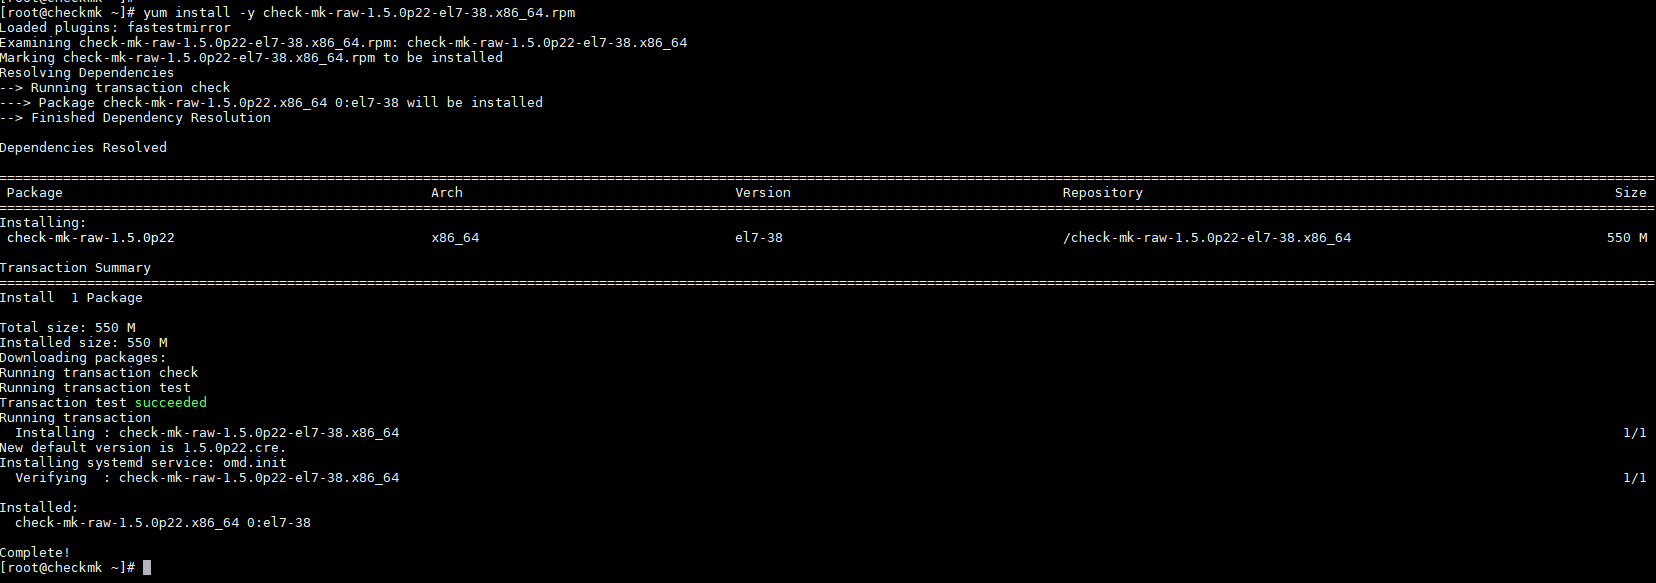 [root@checkmk ~]# yum install -y check-mk-raw-1.5.0p22-el7-38.x86_64.rpm
Loaded plugins: fastestmirror
Examining check-mk-raw-1.5.0p22-el7-38.x86_64.rpm: check-mk-raw-1.5.0p22-el7-38.x86_64
Marking check-mk-raw-1.5.0p22-el7-38.x86_64.rpm to be installed
Resolving Dependencies
--> Running transaction check
---> Package check-mk-raw-1.5.0p22.x86_64 0:el7-38 will be installed
--> Finished Dependency Resolution
Dependencies Resolved
Package Arch Version Repository Size
Installing:
check-mk-raw-1.5.0p22 x86_64 el7-38 /check-mk-raw-1.5.0p22-el7-38.x86_64 550 M
Transaction Summary
Install  1 Package
Total size: 550 M
Installed size: 550 M
Downloading packages:
Running transaction check
Running transaction test
Transaction test succeeded
Running transaction
Installing : check-mk-raw-1.5.0p22-el7-38.x86_64 1/1
New default version is 1.5.0p22.cre.
Installing systemd service: omd.init
Verifying  : check-mk-raw-1.5.0p22-el7-38.x86_64 1/1
Installed:
check-mk-raw-1.5.0p22.x86_64 0:el7-38
Complete!
[root@checkmk ~]#